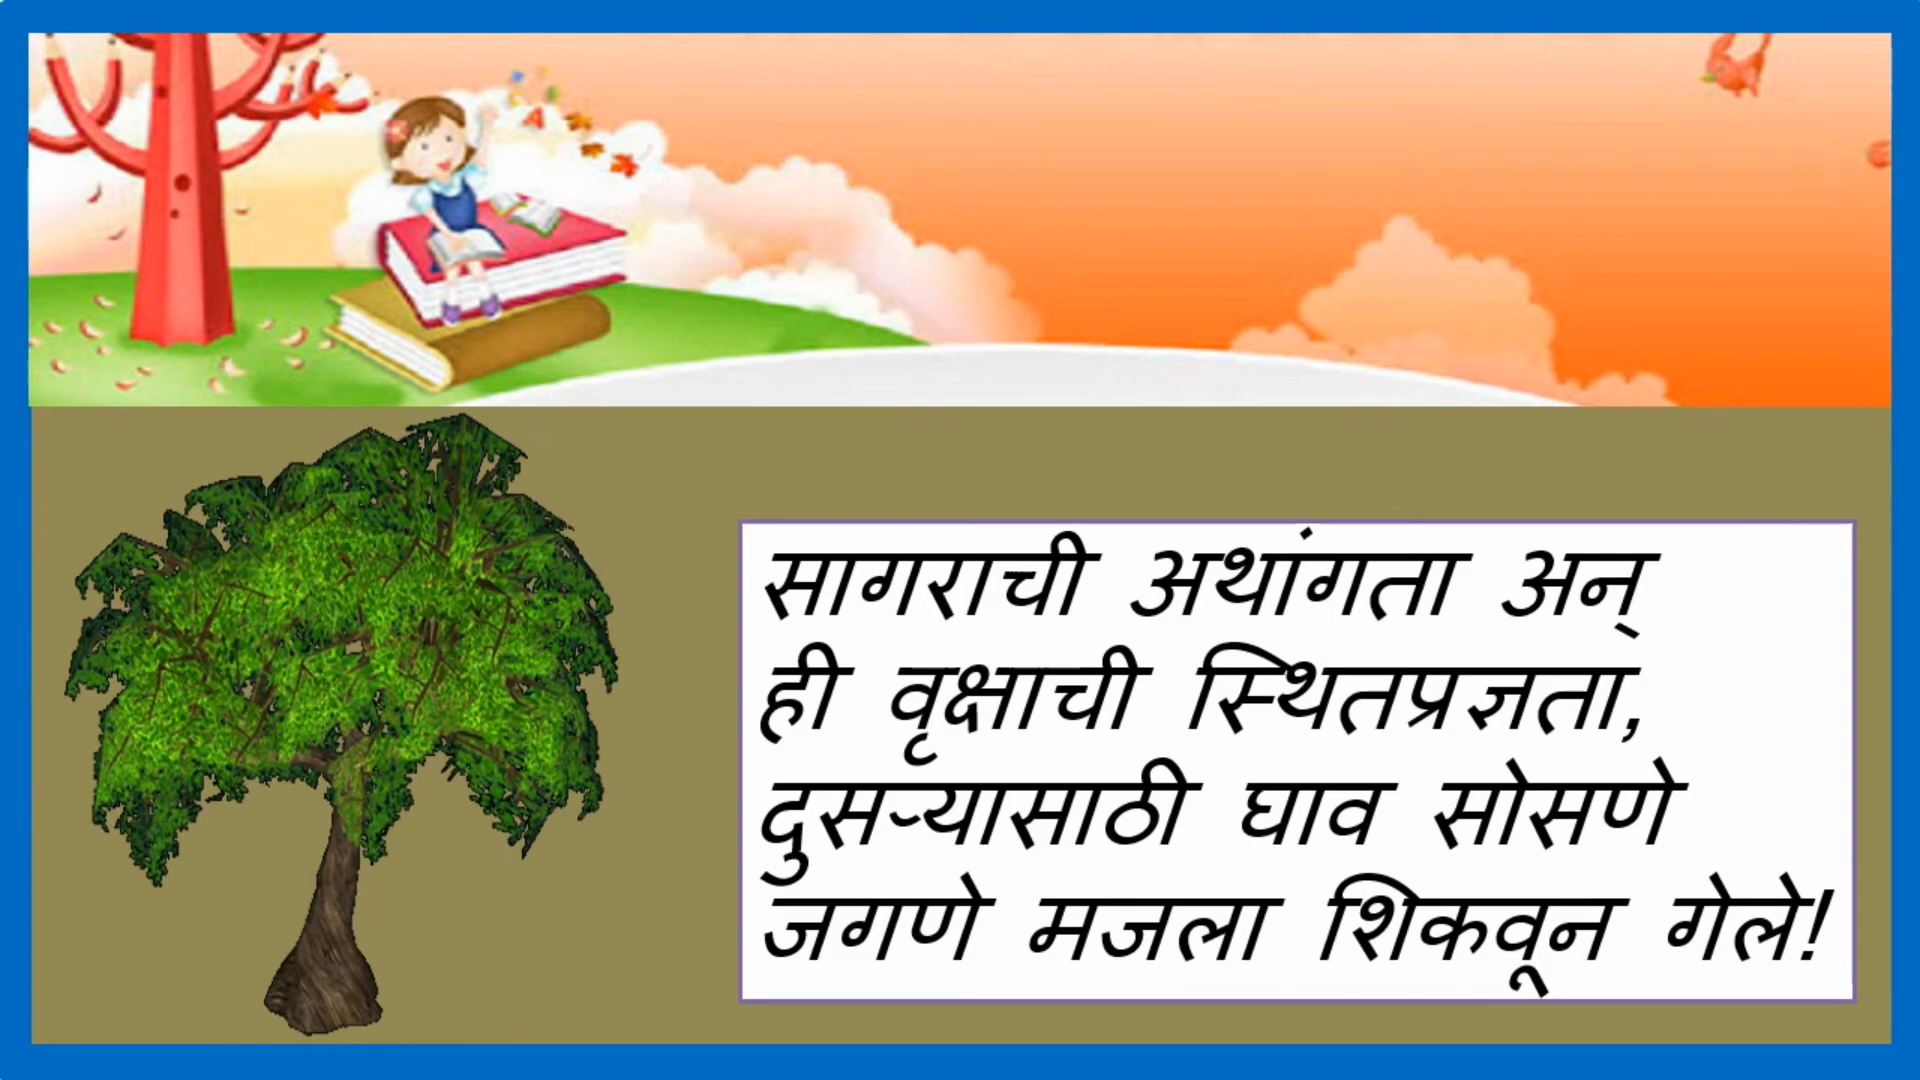 सागराची अथांगता अन्
ही वृक्षाची स्थितप्रज्ञता,
दुसऱ्यासाठी घाव सोसणे
जगणे मजला शिकवून गेले!